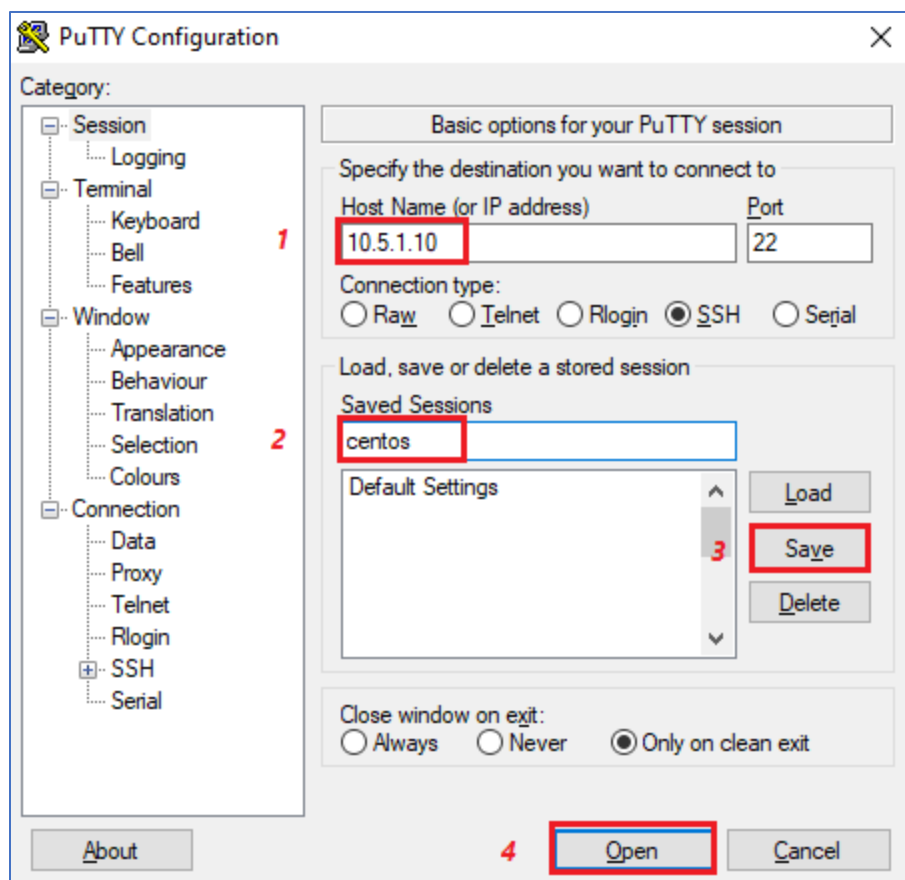 PuTTY Configuration
Category:
Session
Logging
Terminal
Keyboard
Bell
Features
Window
Appearance
Behaviour
Translation
Selection
Colours
Connection
Data
Proxy
Telnet
Rlogin
SSH
Serial
Basic options for your PuTTY session
Specify the destination you want to connect to
Host Name (or IP address) Port
1 10.5.1.10 22
Connection type:
Raw Telnet Rlogin SSH Serial
Load, save or delete a stored session
Saved Sessions
2 centos
Default Settings
Load
3 Save
Delete
Close window on exit:
Always Never Only on clean exit
About 4 Open Cancel